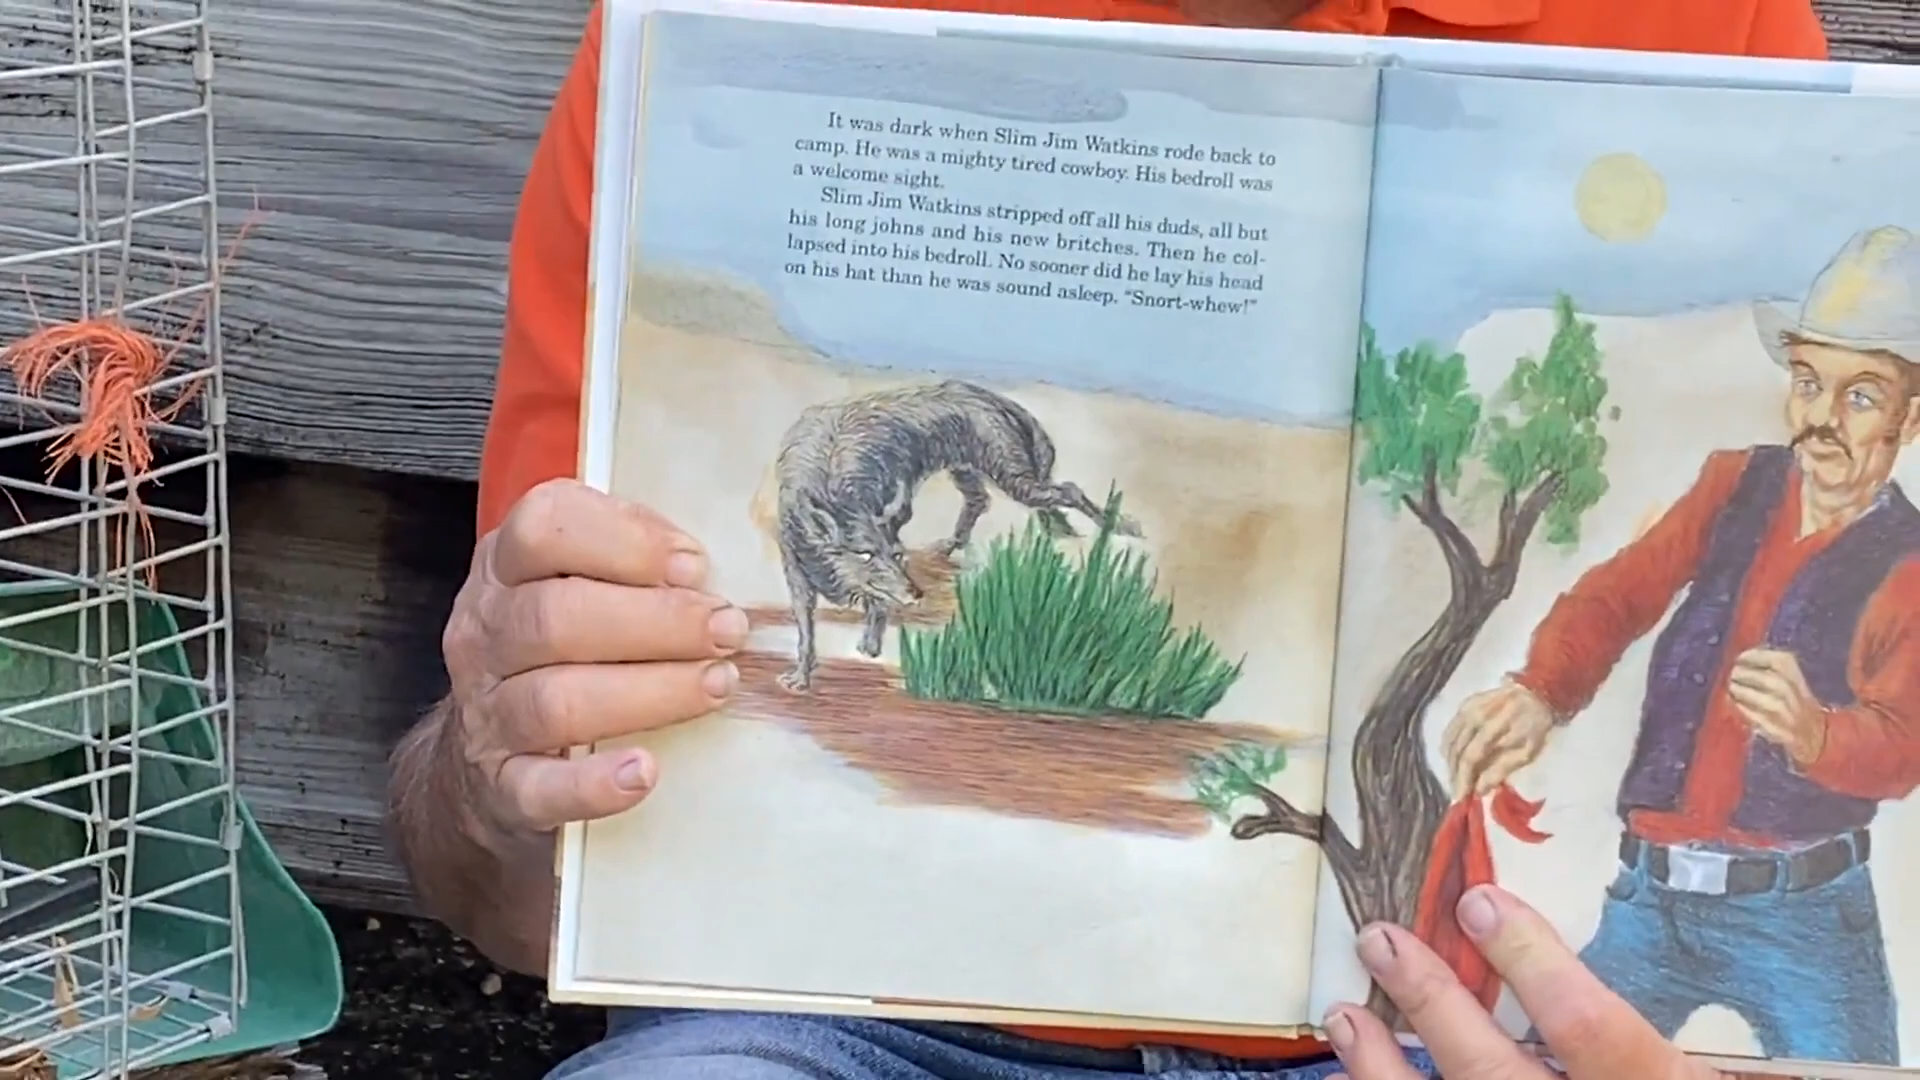 It was dark when Slim Jim Watkins rode back to
camp. He was a mighty tired cowboy. His bedroll was
a welcome sight.
Slim Jim Watkins stripped off all his duds, all but
his long johns and his new britches. Then he col-
lapsed into his bedroll. No sooner did he lay his head
on his hat than he was sound asleep. “Snort-whew!”